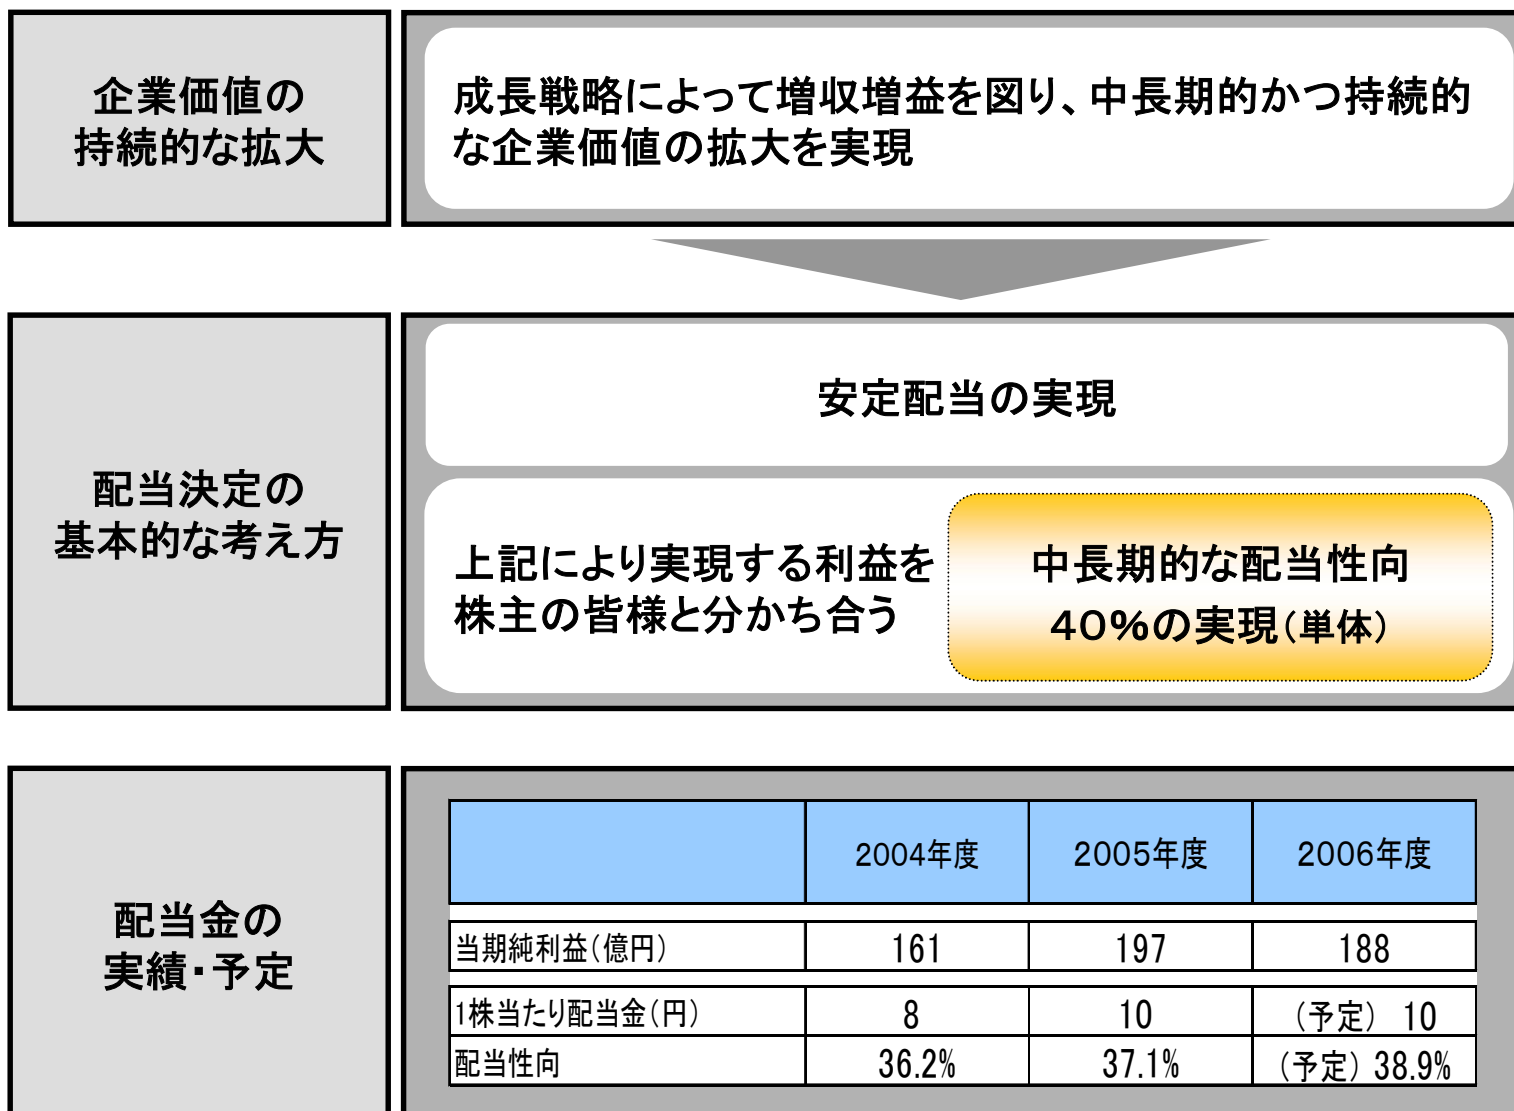 企業価値の
持続的な拡大
成長戦略によって増収増益を図り、中長期的かつ持続的
な企業価値の拡大を実現
配当決定の
基本的な考え方
安定配当の実現
上記により実現する利益を
株主の皆様と分かち合う
中長期的な配当性向
40%の実現(単体)
配当金の
実績・予定
2004年度 2005年度 2006年度
当期純利益(億円) 161 197 188
1株当たり配当金(円) 8 10 (予定) 10
配当性向 36.2% 37.1% (予定) 38.9%